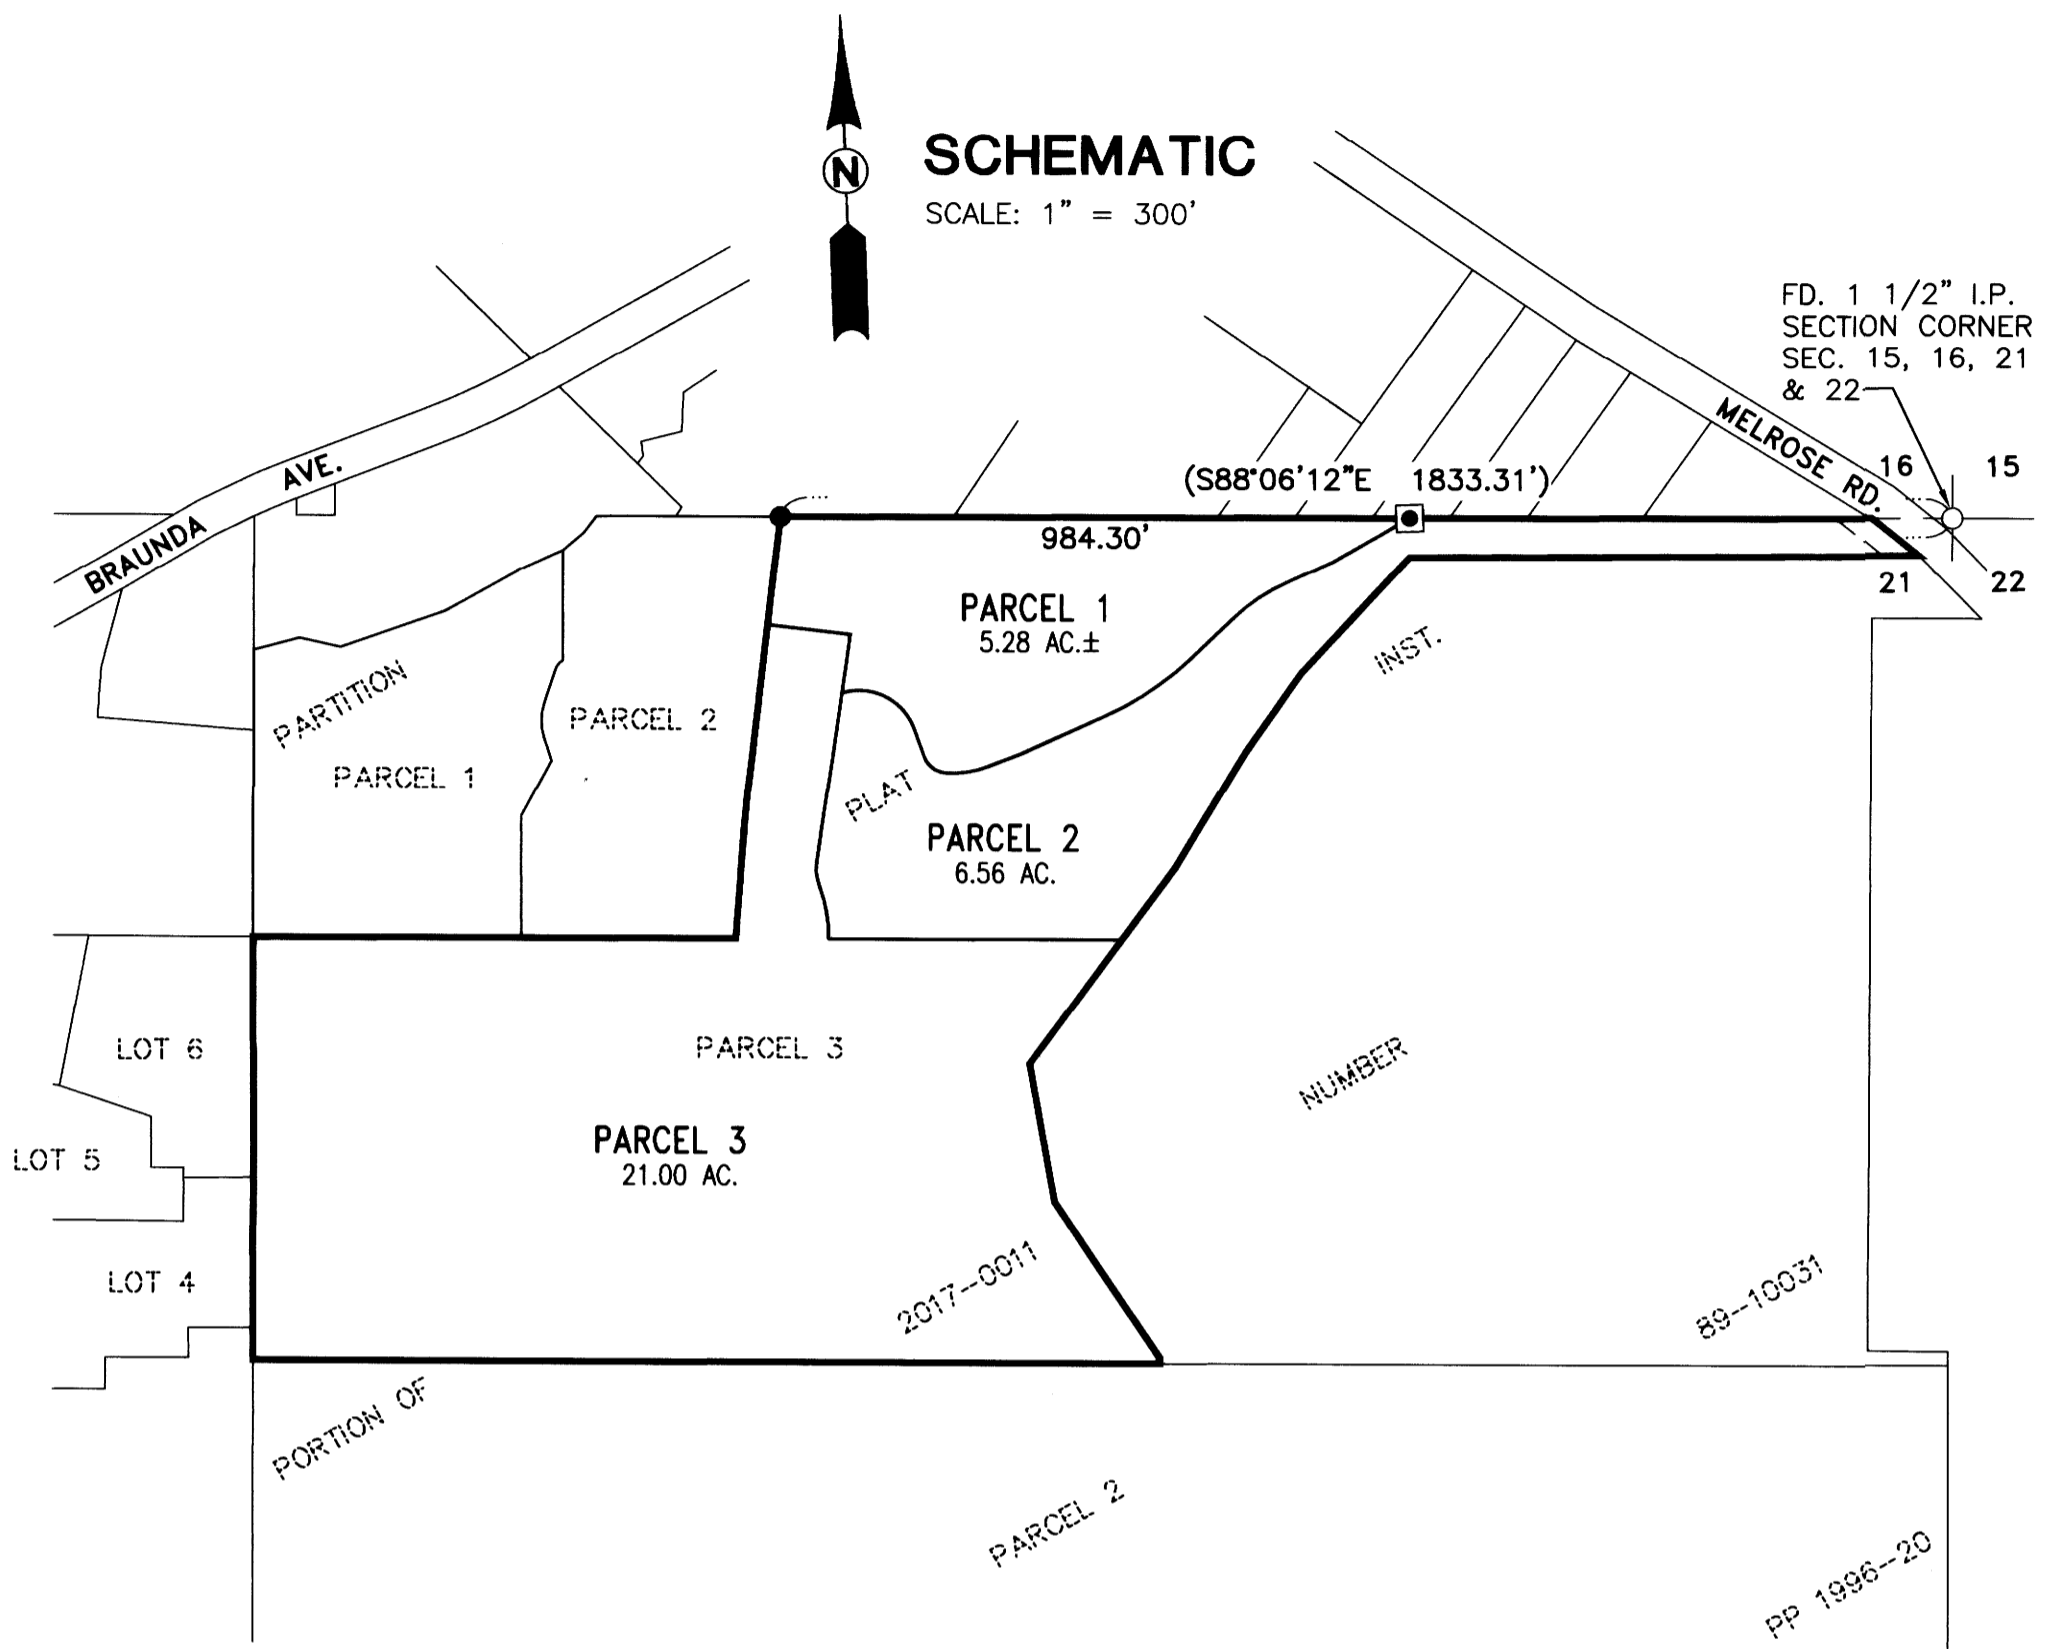 N
SCHEMATIC
SCALE: 1" = 300'
FD. 1 1/2" I.P.
SECTION CORNER
SEC. 15, 16, 21
& 22
MELROSE RD.
16 15
BRAUNDA AVE.
(S88°06'12"E 1833.31')
984.30'
21 22
PARCEL 1
5.28 AC.±
INST.
PARTITION
PARCEL 2
PARCEL 1
PLAT
PARCEL 2
6.56 AC.
LOT 6
PARCEL 3
NUMBER
PARCEL 3
21.00 AC.
LOT 5
LOT 4
2017--0011
89--10031
PORTION OF
PARCEL 2
PP 1996--20